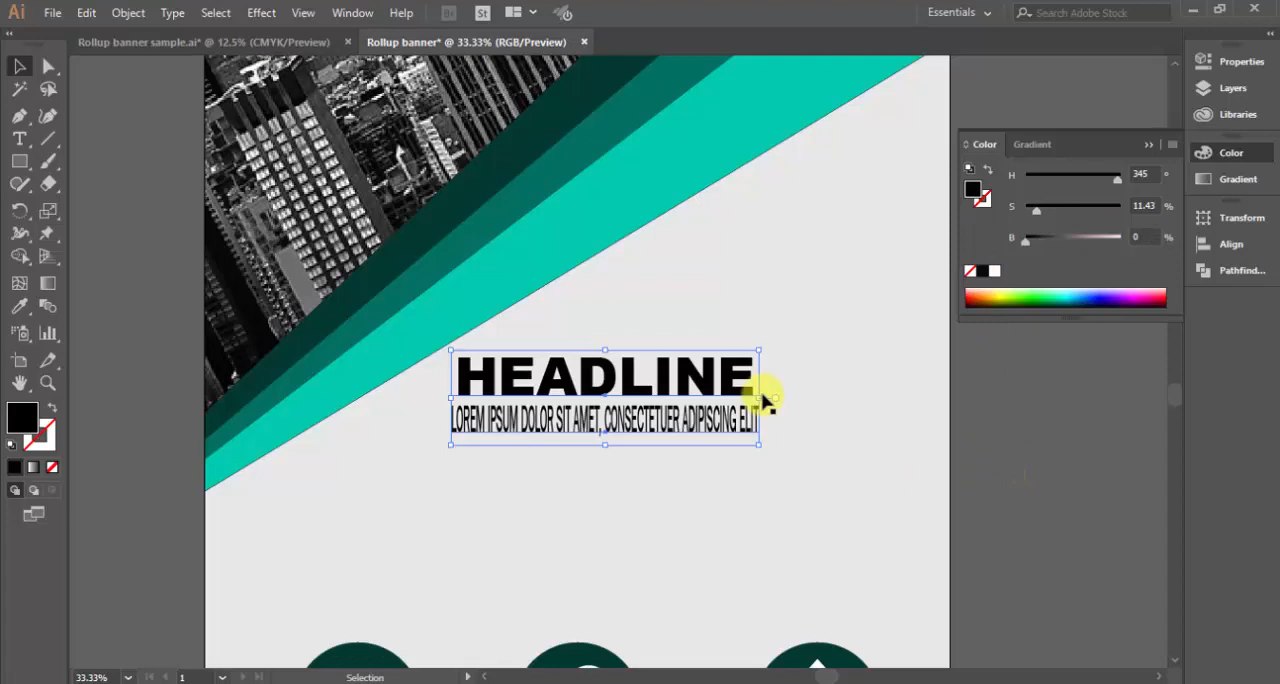 Ai File Edit Object Type Select Effect View Window Help Br St Essentials Search Adobe Stock
Rollup banner sample.ai* @ 12.5% (CMYK/Preview) × Rollup banner* @ 33.33% (RGB/Preview) ×
Properties
Layers
Libraries
Color
Gradient
Transform
Align
Pathfind...
Color Gradient
H 345 °
S 11.43 %
B 0 %
HEADLINE
LOREM IPSUM DOLOR SIT AMET, CONSECTETUER ADIPISCING ELIT
33.33% 1 Selection